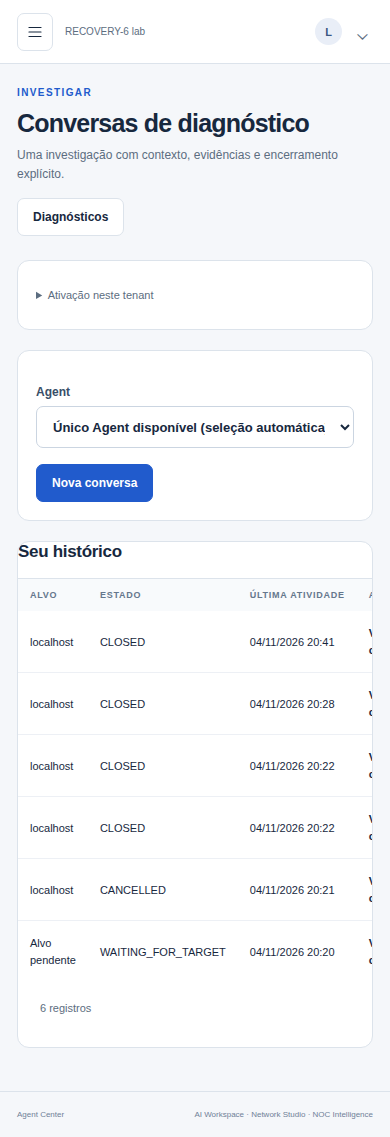 RECOVERY-6 lab
L
INVESTIGAR
Conversas de diagnóstico
Uma investigação com contexto, evidências e encerramento
explícito.
Diagnósticos
Ativação neste tenant
Agent
Único Agent disponível (seleção automática
Nova conversa
Seu histórico
ALVO ESTADO ÚLTIMA ATIVIDADE
localhost CLOSED 04/11/2026 20:41
localhost CLOSED 04/11/2026 20:28
localhost CLOSED 04/11/2026 20:22
localhost CLOSED 04/11/2026 20:22
localhost CANCELLED 04/11/2026 20:21
Alvo
pendente WAITING_FOR_TARGET 04/11/2026 20:20
6 registros
Agent Center AI Workspace · Network Studio · NOC Intelligence